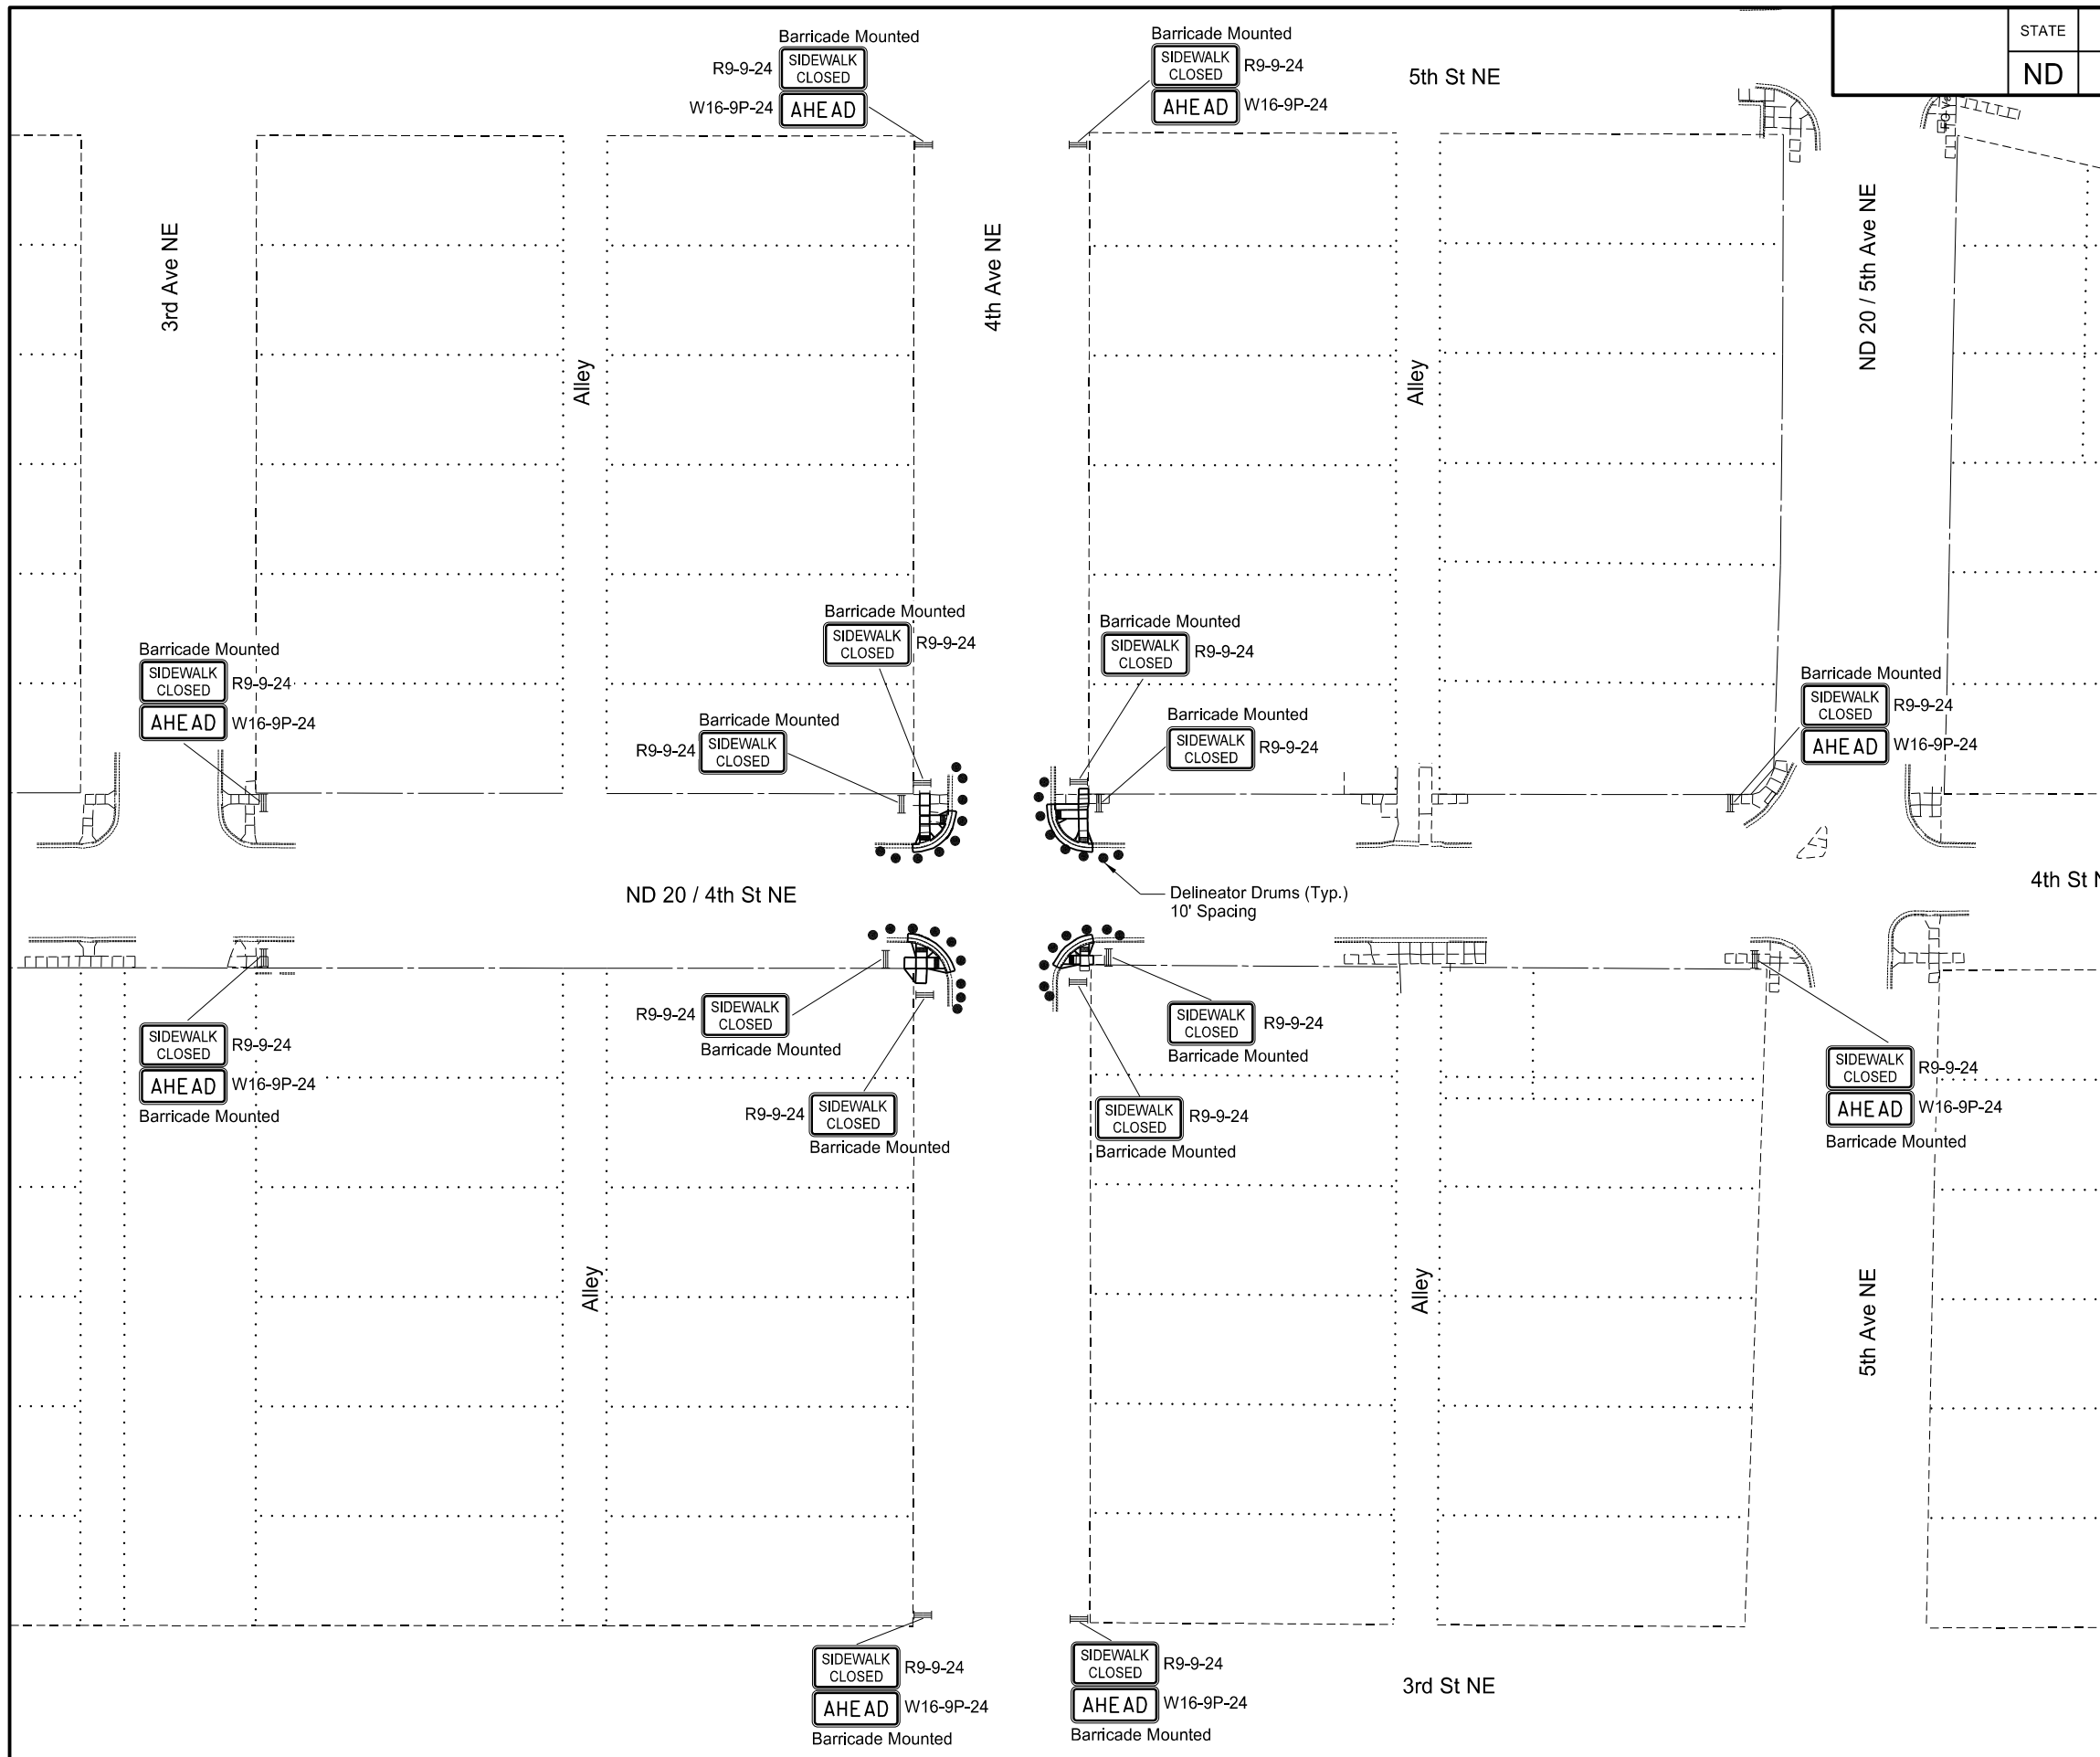 STATE
ND
Barricade Mounted
SIDEWALK
CLOSED
R9-9-24
AHEAD
W16-9P-24
Barricade Mounted
SIDEWALK
CLOSED
R9-9-24
AHEAD
W16-9P-24
5th St NE
3rd Ave NE
4th Ave NE
ND 20 / 5th Ave NE
Alley
Alley
Barricade Mounted
SIDEWALK
CLOSED
R9-9-24
AHEAD
W16-9P-24
Barricade Mounted
SIDEWALK
CLOSED
R9-9-24
Barricade Mounted
R9-9-24
SIDEWALK
CLOSED
Barricade Mounted
SIDEWALK
CLOSED
R9-9-24
Barricade Mounted
SIDEWALK
CLOSED
R9-9-24
Barricade Mounted
SIDEWALK
CLOSED
R9-9-24
AHEAD
W16-9P-24
ND 20 / 4th St NE
Delineator Drums (Typ.)
10' Spacing
4th St
SIDEWALK
CLOSED
R9-9-24
AHEAD
W16-9P-24
Barricade Mounted
R9-9-24
SIDEWALK
CLOSED
Barricade Mounted
R9-9-24
SIDEWALK
CLOSED
Barricade Mounted
SIDEWALK
CLOSED
R9-9-24
Barricade Mounted
SIDEWALK
CLOSED
R9-9-24
Barricade Mounted
SIDEWALK
CLOSED
R9-9-24
AHEAD
W16-9P-24
Barricade Mounted
Alley
Alley
5th Ave NE
SIDEWALK
CLOSED
R9-9-24
AHEAD
W16-9P-24
Barricade Mounted
SIDEWALK
CLOSED
R9-9-24
AHEAD
W16-9P-24
Barricade Mounted
3rd St NE